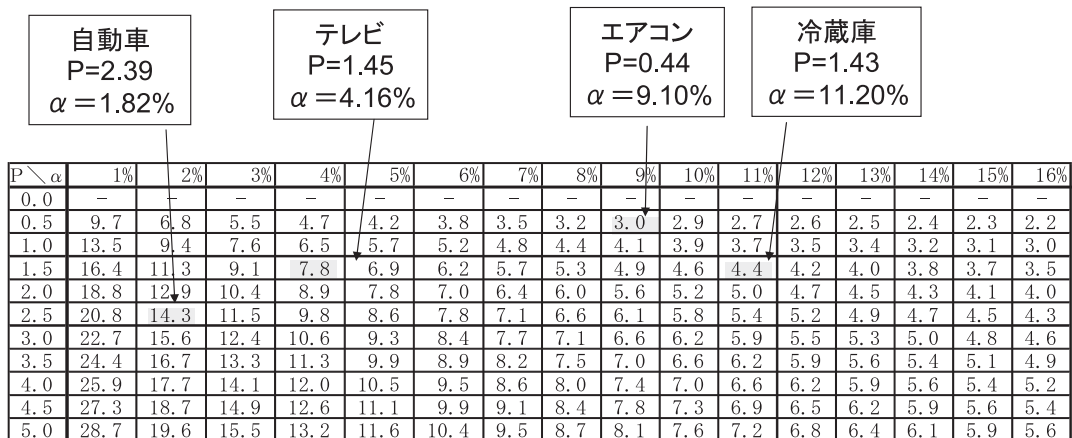 自動車
P=2.39
α=1.82%
テレビ
P=1.45
α=4.16%
エアコン
P=0.44
α=9.10%
冷蔵庫
P=1.43
α=11.20%
P\α 1% 2% 3% 4% 5% 6% 7% 8% 9% 10% 11% 12% 13% 14% 15% 16%
0.0 − − − − − − − − − − − − − − − −
0.5 9.7 6.8 5.5 4.7 4.2 3.8 3.5 3.2 3.0 2.9 2.7 2.6 2.5 2.4 2.3 2.2
1.0 13.5 9.4 7.6 6.5 5.7 5.2 4.8 4.4 4.1 3.9 3.7 3.5 3.4 3.2 3.1 3.0
1.5 16.4 11.3 9.1 7.8 6.9 6.2 5.7 5.3 4.9 4.6 4.4 4.2 4.0 3.8 3.7 3.5
2.0 18.8 12.9 10.4 8.9 7.8 7.0 6.4 6.0 5.6 5.2 5.0 4.7 4.5 4.3 4.1 4.0
2.5 20.8 14.3 11.5 9.8 8.6 7.8 7.1 6.6 6.1 5.8 5.4 5.2 4.9 4.7 4.5 4.3
3.0 22.7 15.6 12.4 10.6 9.3 8.4 7.7 7.1 6.6 6.2 5.9 5.5 5.3 5.0 4.8 4.6
3.5 24.4 16.7 13.3 11.3 9.9 8.9 8.2 7.5 7.0 6.6 6.2 5.9 5.6 5.4 5.1 4.9
4.0 25.9 17.7 14.1 12.0 10.5 9.5 8.6 8.0 7.4 7.0 6.6 6.2 5.9 5.6 5.4 5.2
4.5 27.3 18.7 14.9 12.6 11.1 9.9 9.1 8.4 7.8 7.3 6.9 6.5 6.2 5.9 5.6 5.4
5.0 28.7 19.6 15.5 13.2 11.6 10.4 9.5 8.7 8.1 7.6 7.2 6.8 6.4 6.1 5.9 5.6